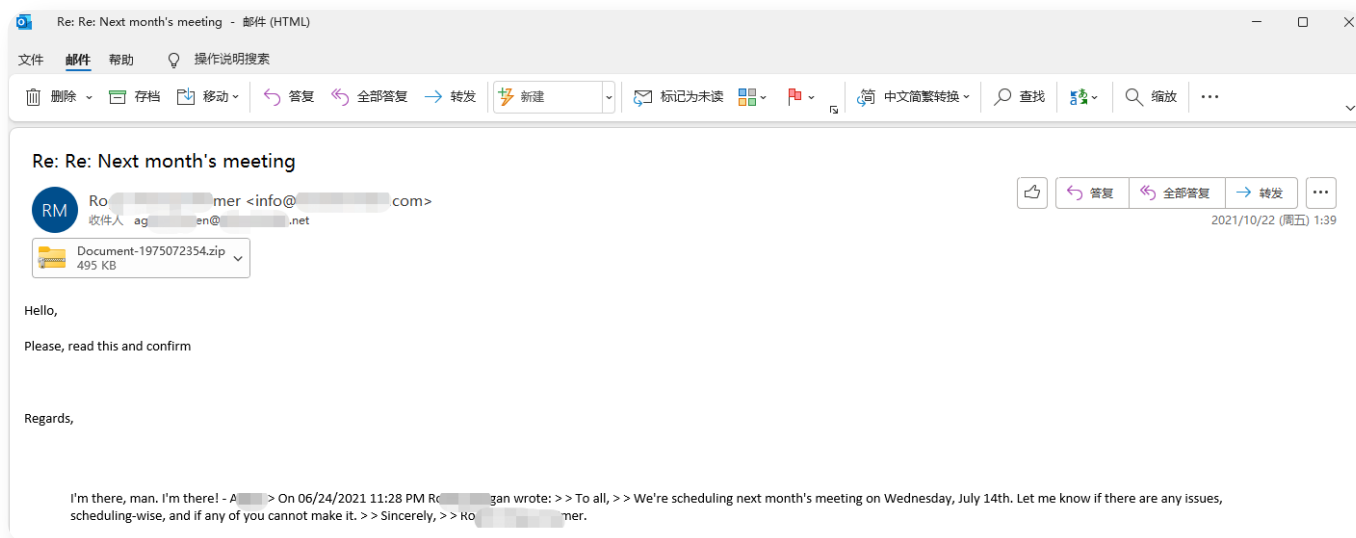 Re: Re: Next month's meeting - 邮件 (HTML)
文件 邮件 帮助 操作说明搜索
删除 存档 移动 答复 全部答复 转发 新建 标记为未读 中文简繁转换 查找 缩放 ...
Re: Re: Next month's meeting
RM
Ro mer <info@ .com>
收件人 ag en@ .net
答复 全部答复 转发 ...
2021/10/22 (周五) 1:39
Document-1975072354.zip
495 KB
Hello,
Please, read this and confirm
Regards,
I'm there, man. I'm there! - A > On 06/24/2021 11:28 PM Ro gan wrote: > > To all, > > We're scheduling next month's meeting on Wednesday, July 14th. Let me know if there are any issues,
scheduling-wise, and if any of you cannot make it. > > Sincerely, > > Ro mer.